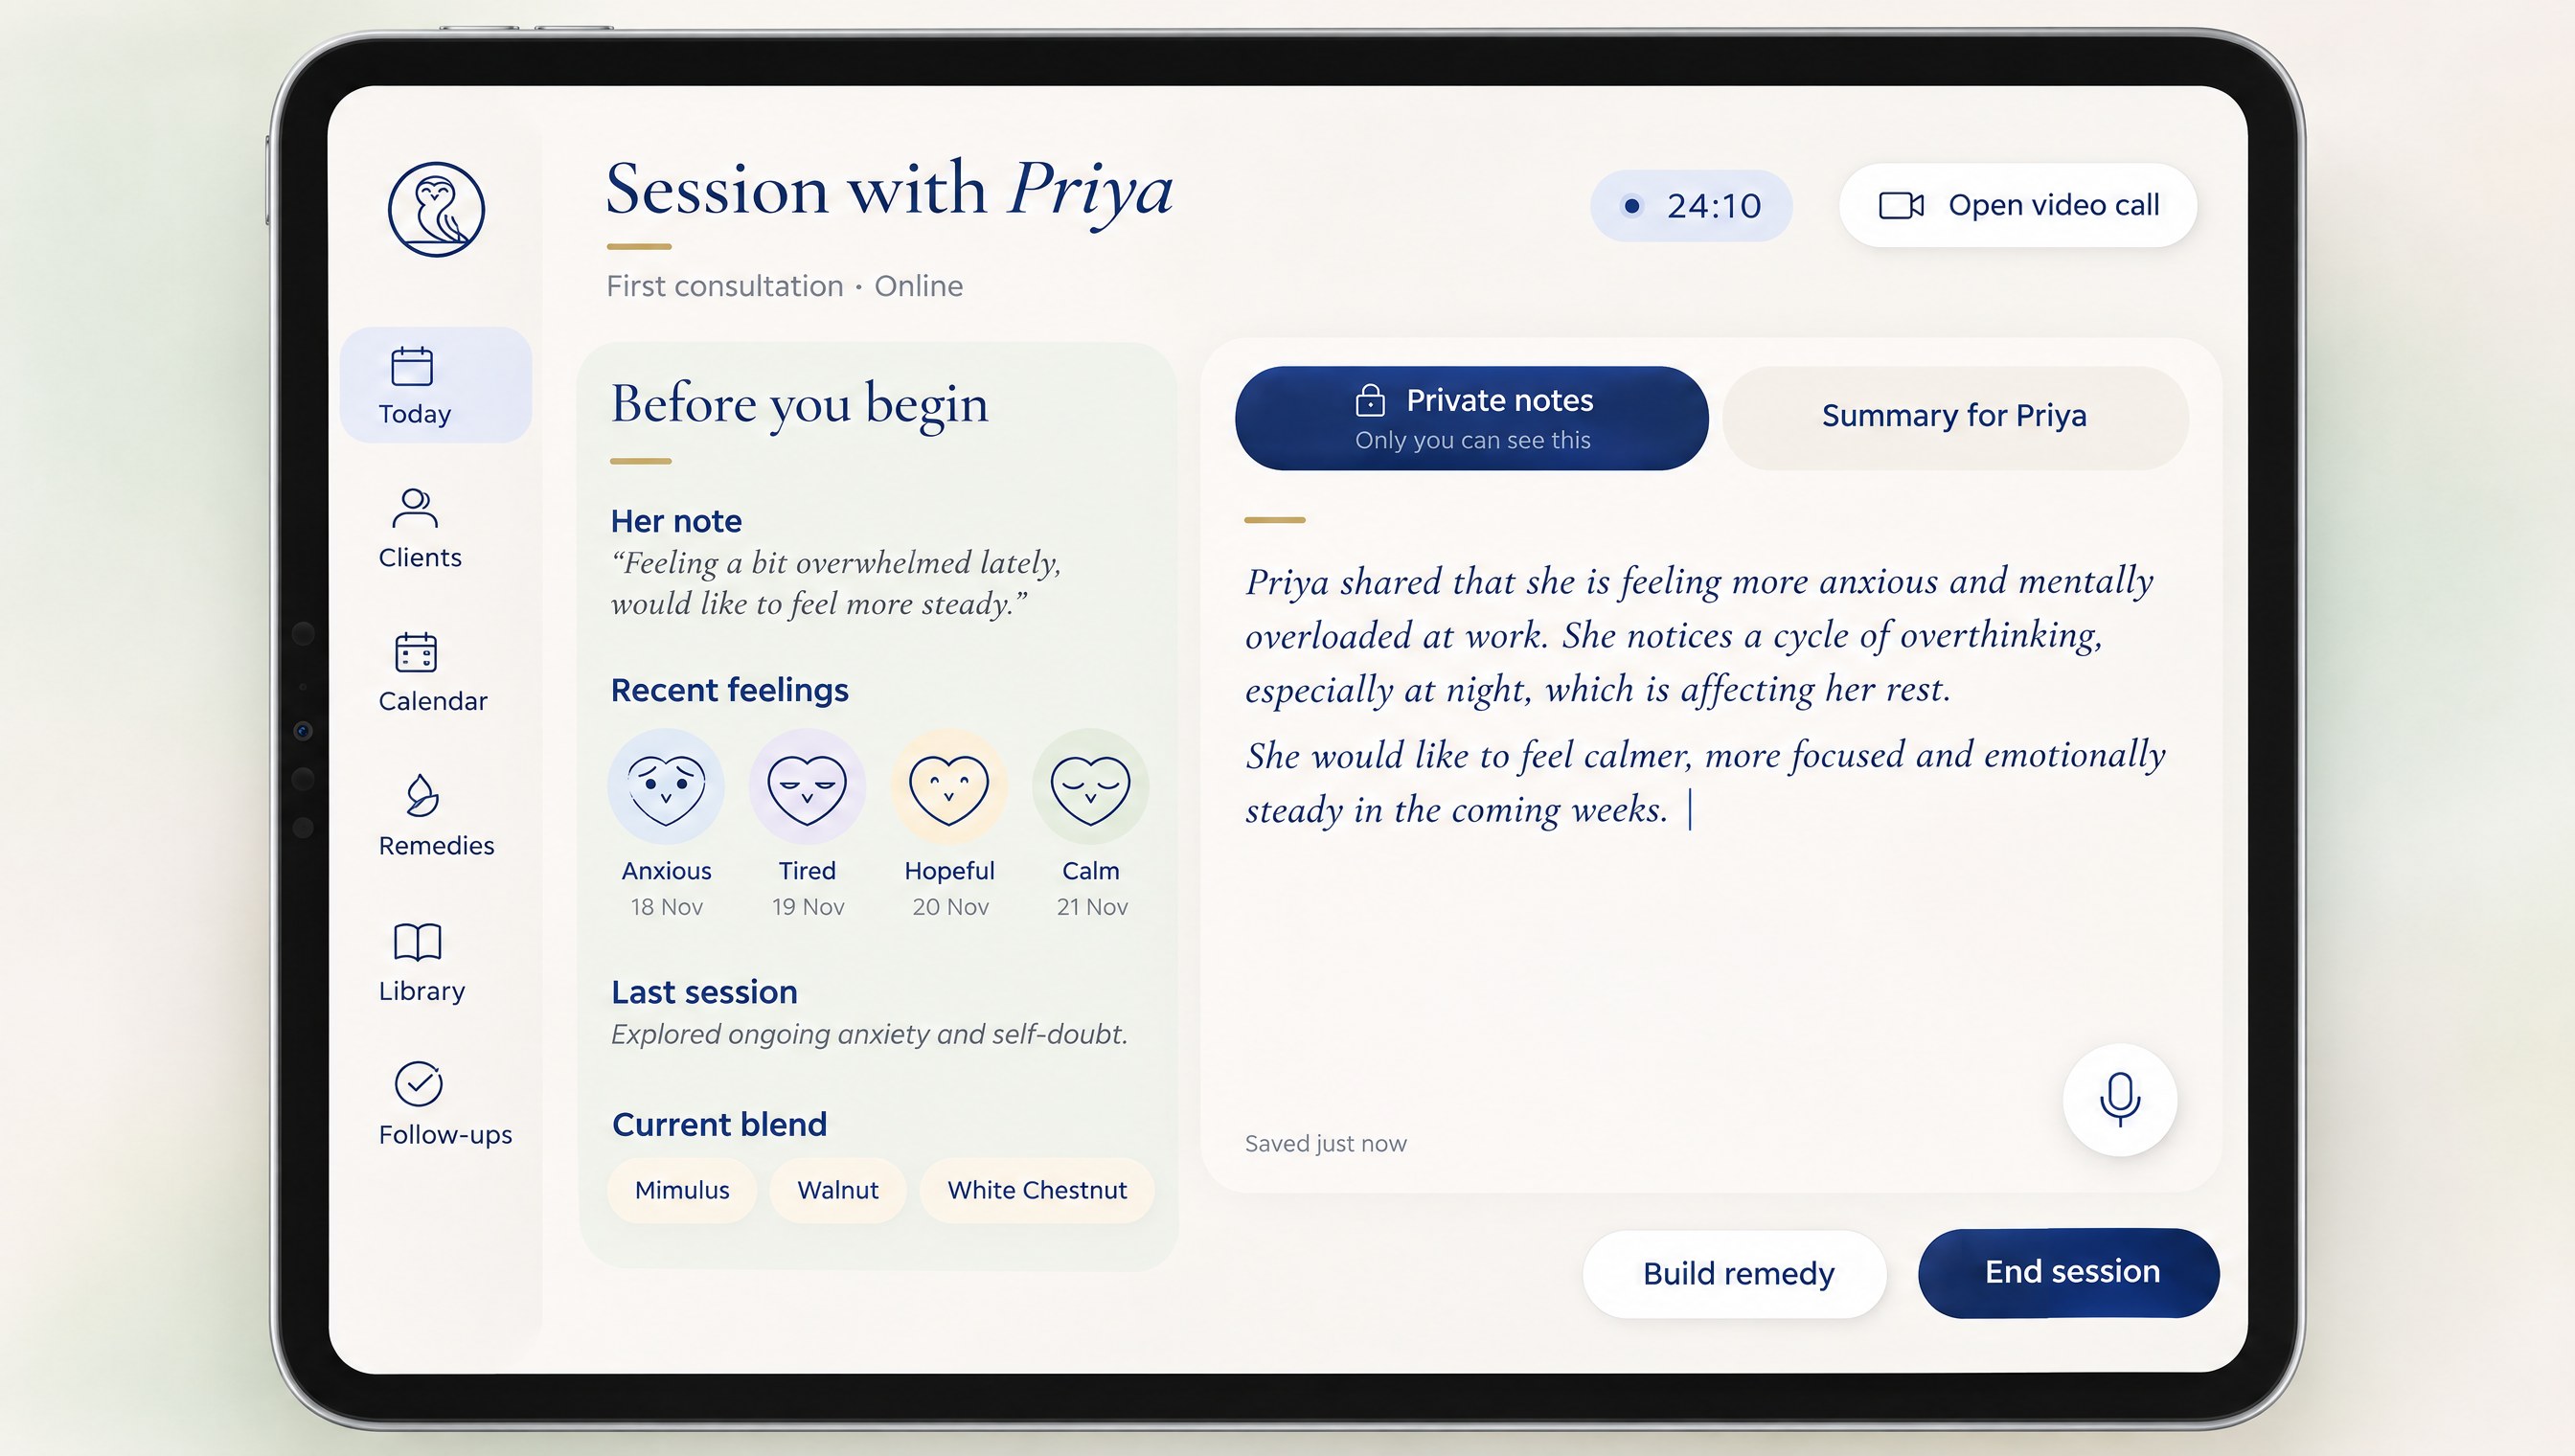 Session with Priya
First consultation • Online
24:10
Open video call
Today
Clients
Calendar
Remedies
Library
Follow-ups
Before you begin
Her note
“Feeling a bit overwhelmed lately,
would like to feel more steady.”
Recent feelings
Anxious
18 Nov
Tired
19 Nov
Hopeful
20 Nov
Calm
21 Nov
Last session
Explored ongoing anxiety and self-doubt.
Current blend
Mimulus
Walnut
White Chestnut
Private notes
Only you can see this
Summary for Priya
Priya shared that she is feeling more anxious and mentally
overloaded at work. She notices a cycle of overthinking,
especially at night, which is affecting her rest.
She would like to feel calmer, more focused and emotionally
steady in the coming weeks.
Saved just now
Build remedy
End session